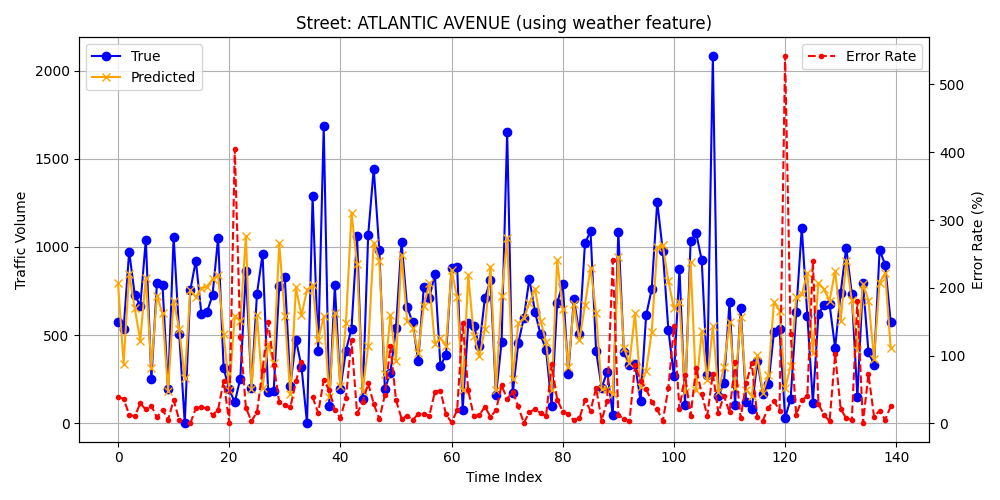 Street: ATLANTIC AVENUE (using weather feature)
True
Predicted
Error Rate
Traffic Volume
2000
1500
1000
500
0
Error Rate (%)
500
400
300
200
100
0
0 20 40 60 80 100 120 140
Time Index